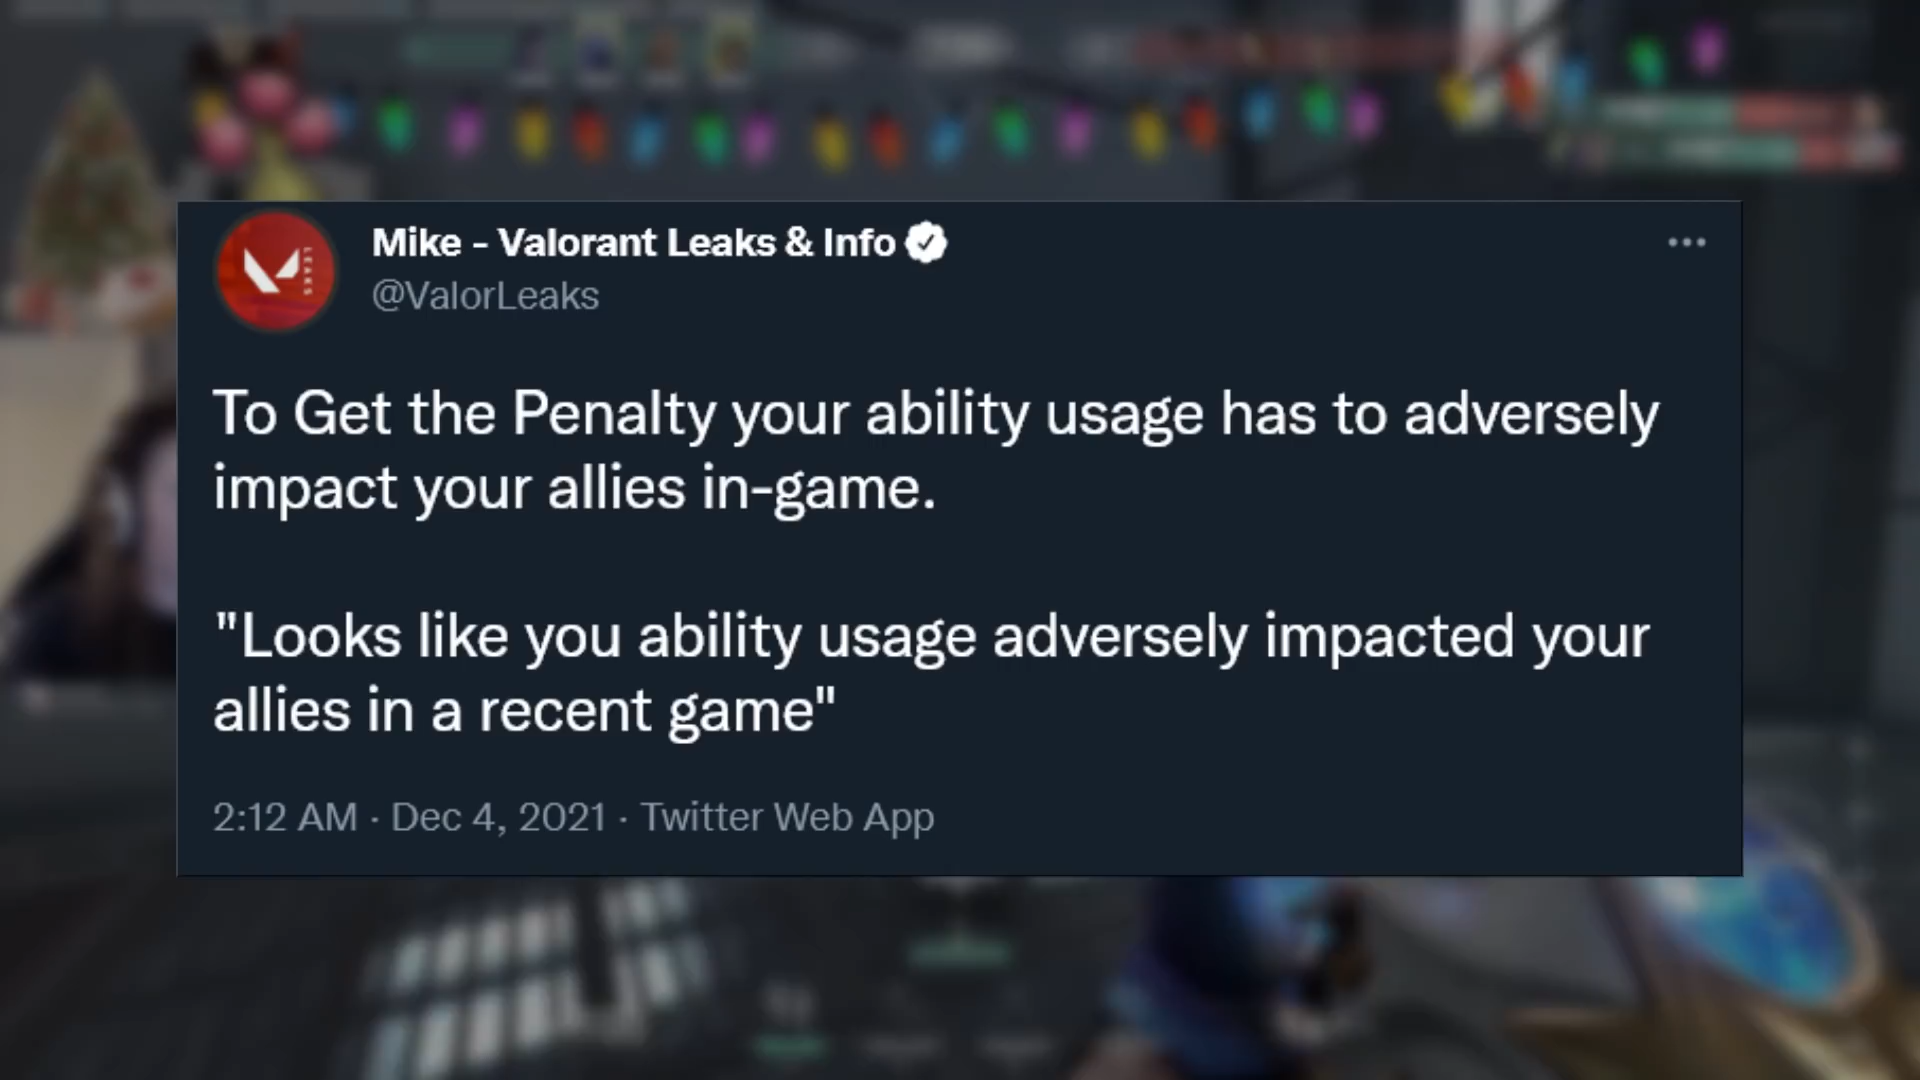 Mike - Valorant Leaks & Info
@ValorLeaks
LEAKS
To Get the Penalty your ability usage has to adversely
impact your allies in-game.
"Looks like you ability usage adversely impacted your
allies in a recent game"
2:12 AM · Dec 4, 2021 · Twitter Web App